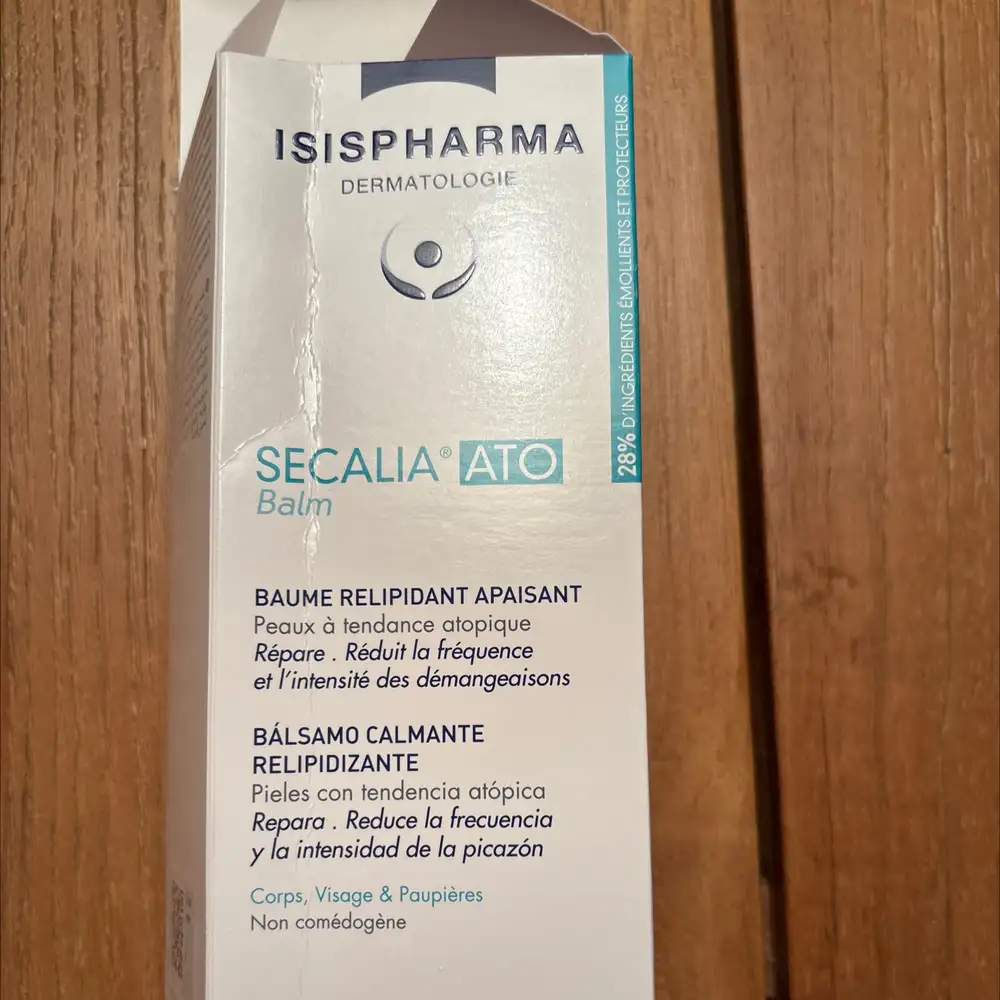 ISISPHARMA
DERMATOLOGIE
28% D'INGRÉDIENTS ÉMOLLIENTS ET PROTECTEURS
SECALIA® ATO
Balm
BAUME RELIPIDANT APAISANT
Peaux à tendance atopique
Répare . Réduit la fréquence
et l'intensité des démangeaisons
BÁLSAMO CALMANTE
RELIPIDIZANTE
Pieles con tendencia atópica
Repara . Reduce la frecuencia
y la intensidad de la picazón
Corps, Visage & Paupières
Non comédogène